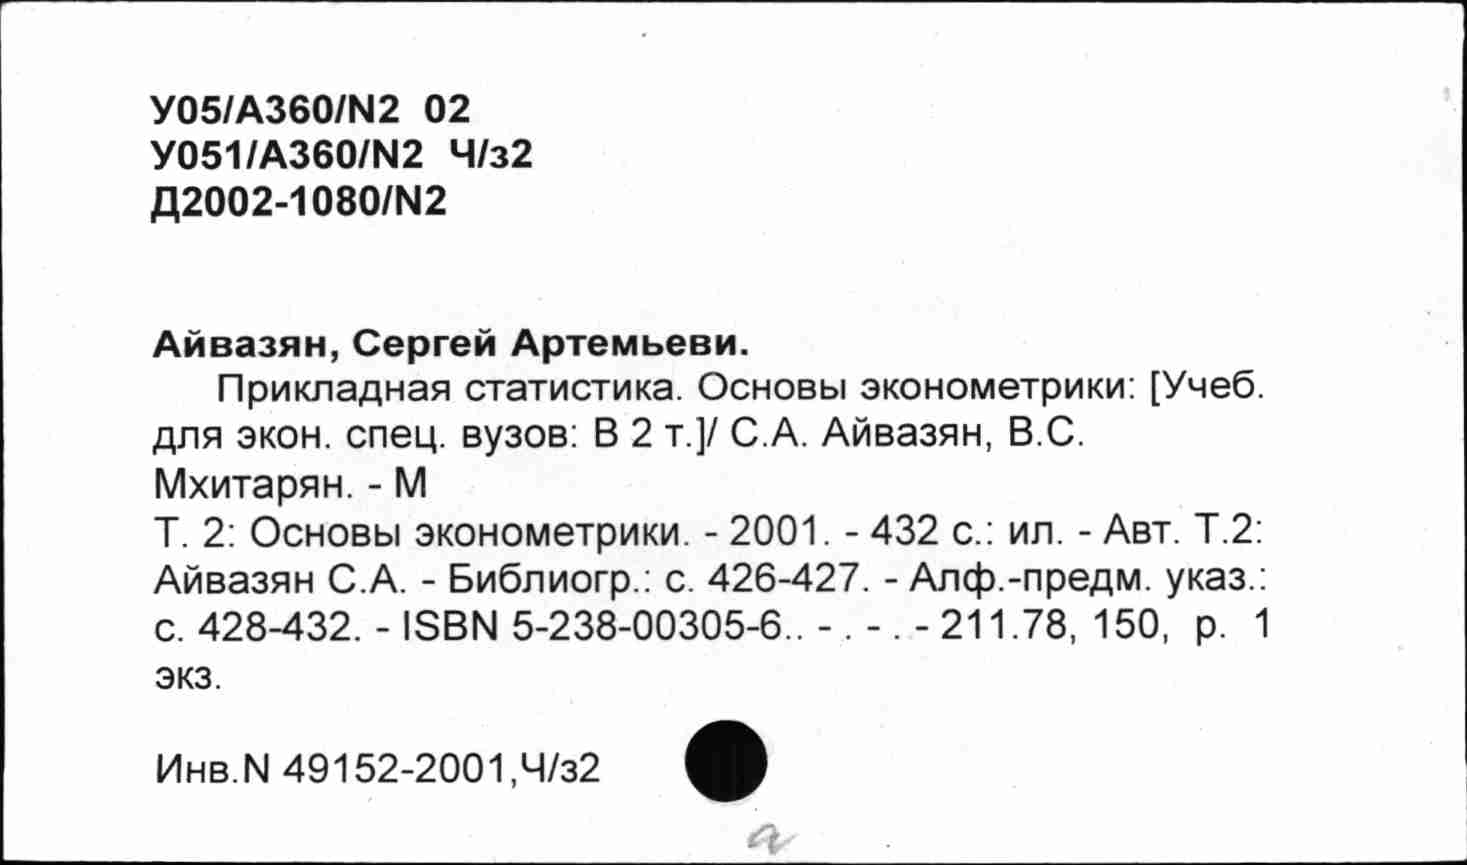 У05/А360/N2 02
У051/А360/N2 Ч/з2
Д2002-1080/N2
Айвазян, Сергей Артемьеви.
Прикладная статистика. Основы эконометрики: [Учеб.
для экон. спец. вузов: В 2 т.]/ С.А. Айвазян, В.С.
Мхитарян. - М
Т. 2: Основы эконометрики. - 2001. - 432 с.: ил. - Авт. Т.2:
Айвазян С.А. - Библиогр.: с. 426-427. - Алф.-предм. указ.:
с. 428-432. - ISBN 5-238-00305-6.. - . - . - 211.78, 150, р. 1
экз.
Инв.N 49152-2001,Ч/з2
а